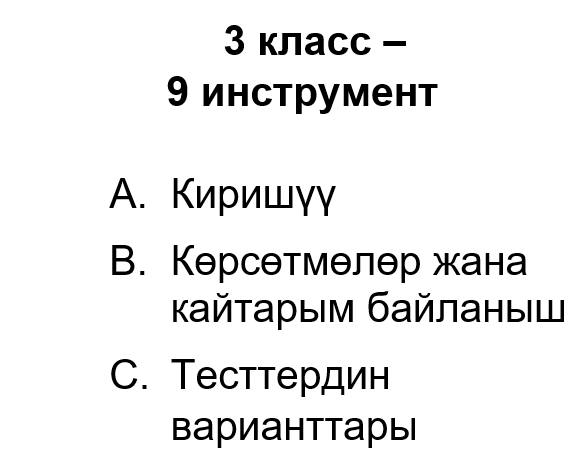 3 класс –
9 инструмент
A. Киришүү
B. Көрсөтмөлөр жана
кайтарым байланыш
C. Тесттердин
варианттары